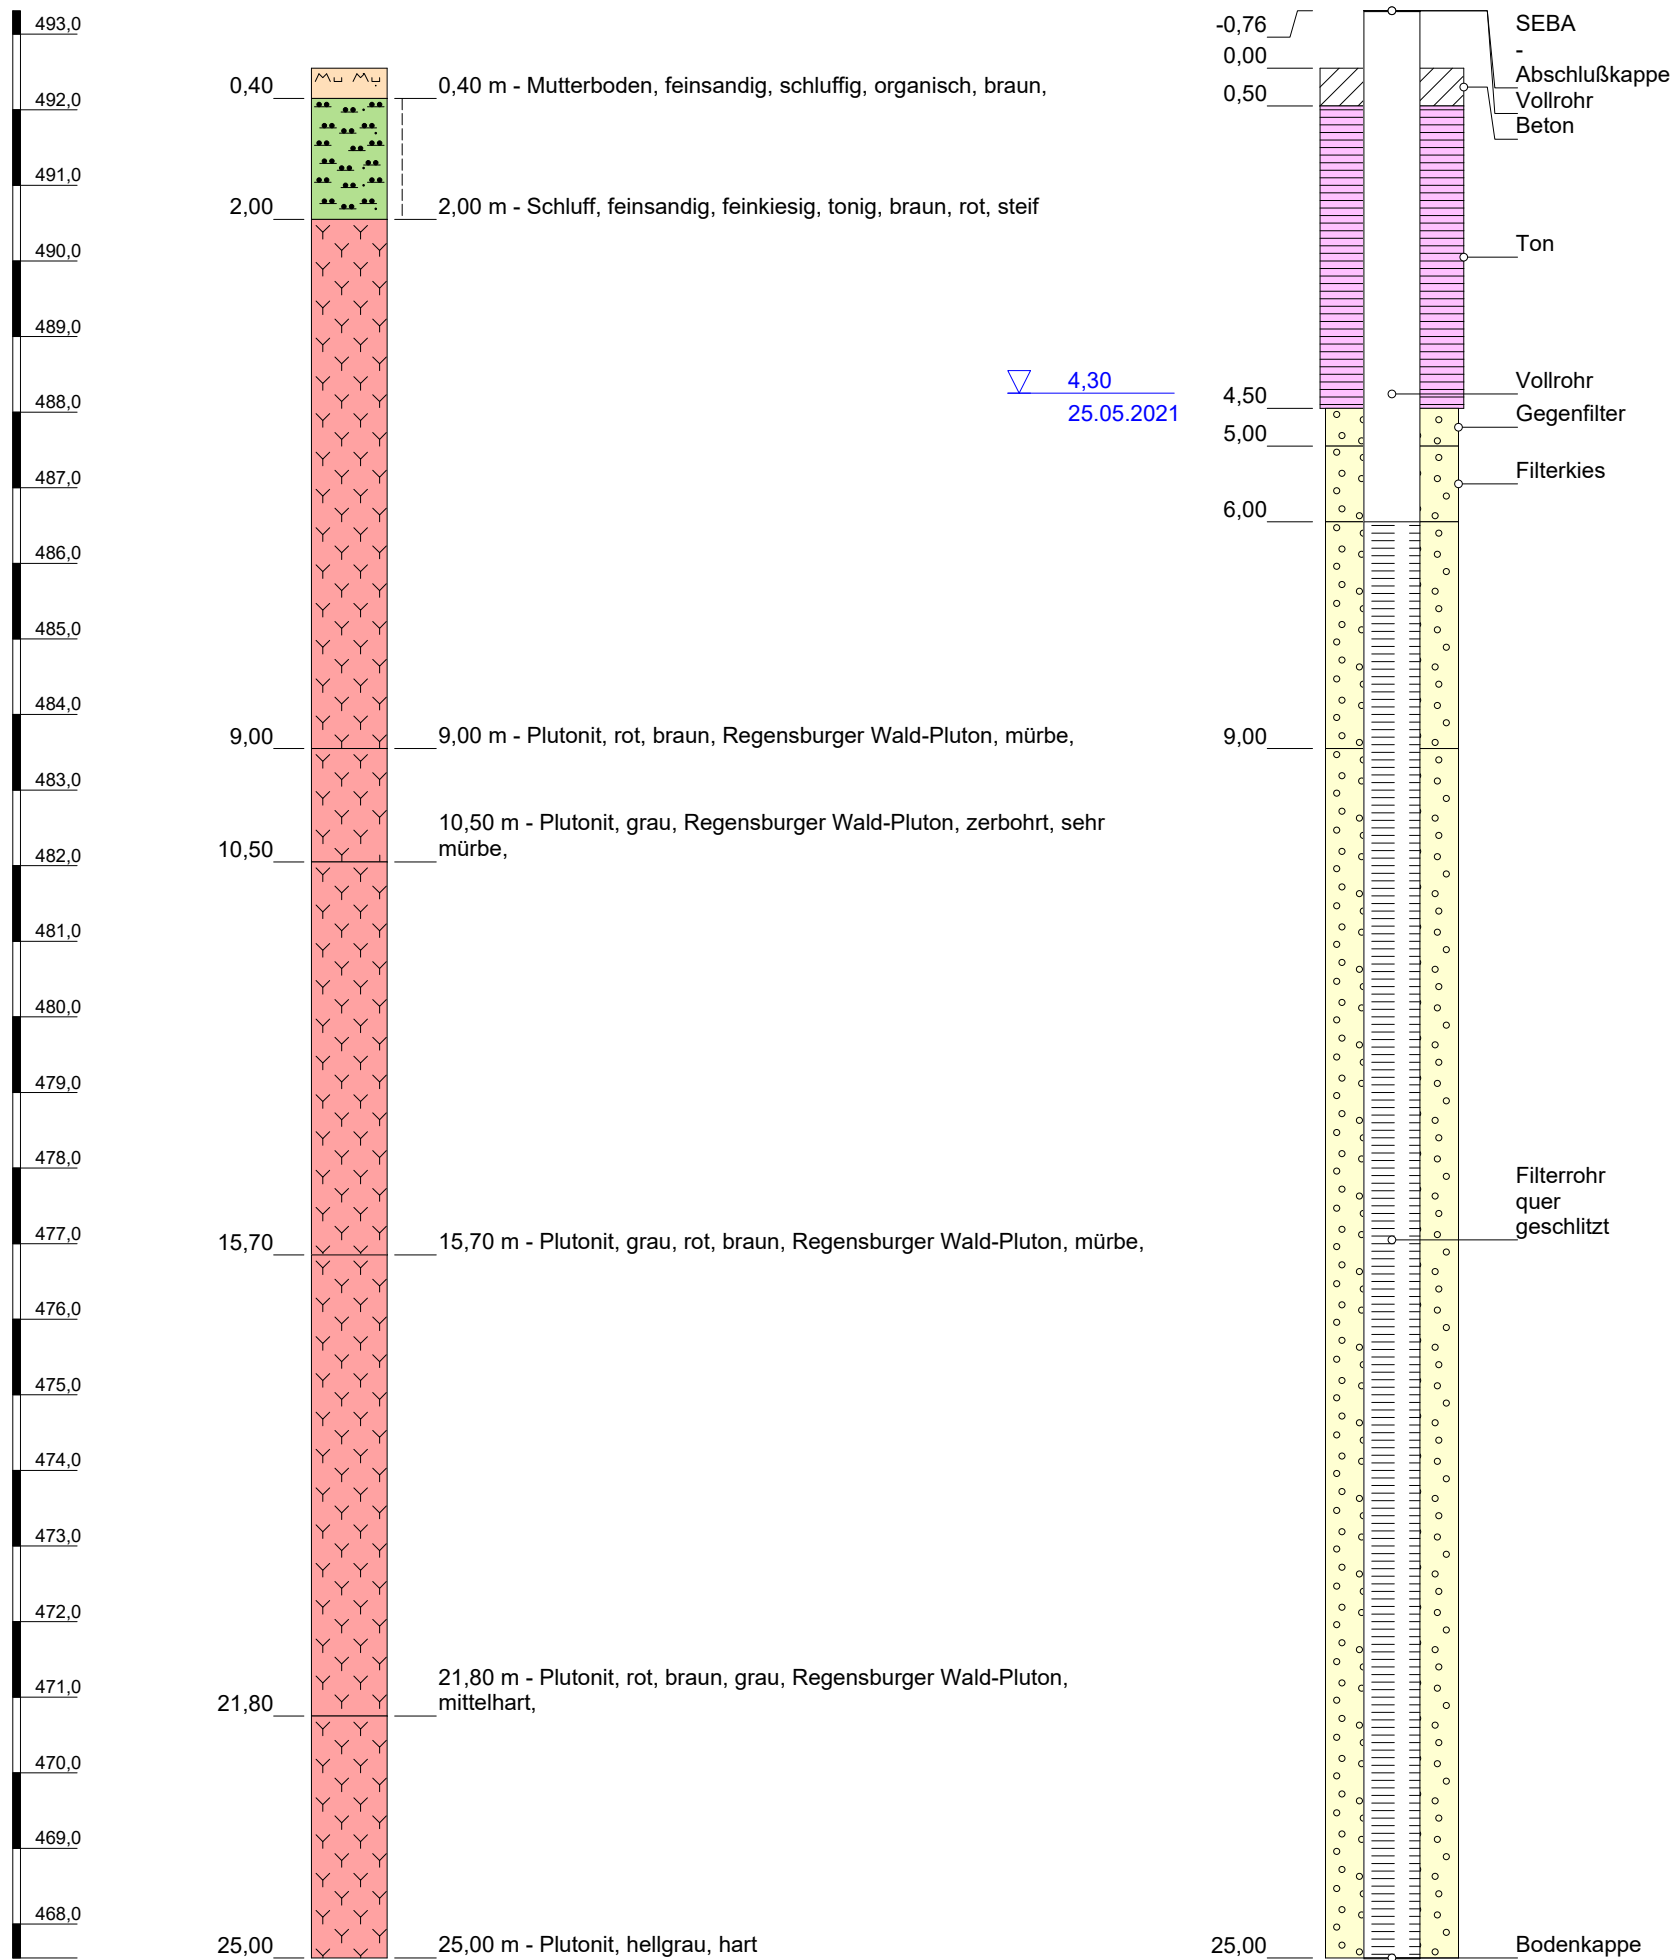 493,0
492,0
491,0
490,0
489,0
488,0
487,0
486,0
485,0
484,0
483,0
482,0
481,0
480,0
479,0
478,0
477,0
476,0
475,0
474,0
473,0
472,0
471,0
470,0
469,0
468,0
0,40
2,00
9,00
10,50
15,70
21,80
25,00
0,40 m - Mutterboden, feinsandig, schluffig, organisch, braun,
2,00 m - Schluff, feinsandig, feinkiesig, tonig, braun, rot, steif
9,00 m - Plutonit, rot, braun, Regensburger Wald-Pluton, mürbe,
10,50 m - Plutonit, grau, Regensburger Wald-Pluton, zerbohrt, sehr
mürbe,
15,70 m - Plutonit, grau, rot, braun, Regensburger Wald-Pluton, mürbe,
21,80 m - Plutonit, rot, braun, grau, Regensburger Wald-Pluton,
mittelhart,
25,00 m - Plutonit, hellgrau, hart
4,30
25.05.2021
-0,76
0,00
0,50
4,50
5,00
6,00
9,00
25,00
SEBA
-
Abschlußkappe
Vollrohr
Beton
Ton
Vollrohr
Gegenfilter
Filterkies
Filterrohr
quer
geschlitzt
Bodenkappe